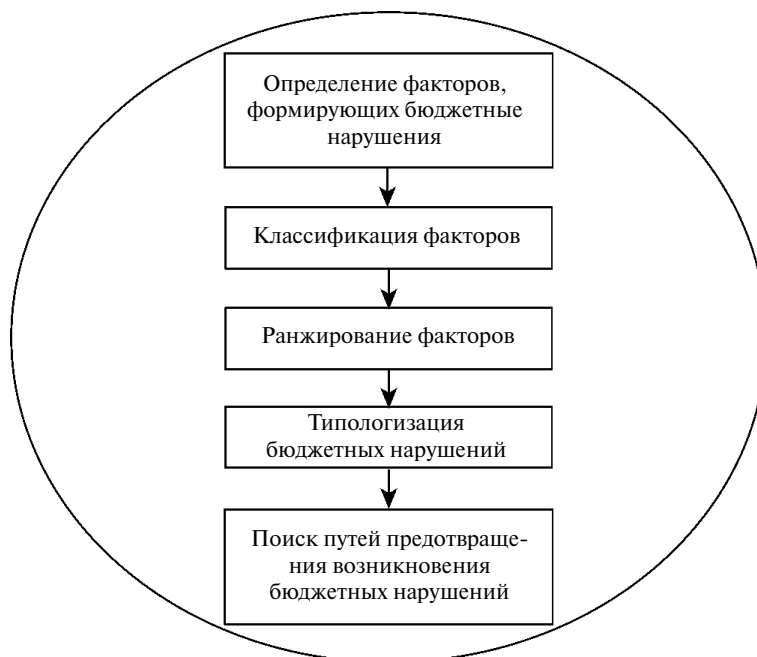 Определение факторов,
формирующих бюджетные
нарушения
Классификация факторов
Ранжирование факторов
Типологизация
бюджетных нарушений
Поиск путей предотвраще-
ния возникновения
бюджетных нарушений